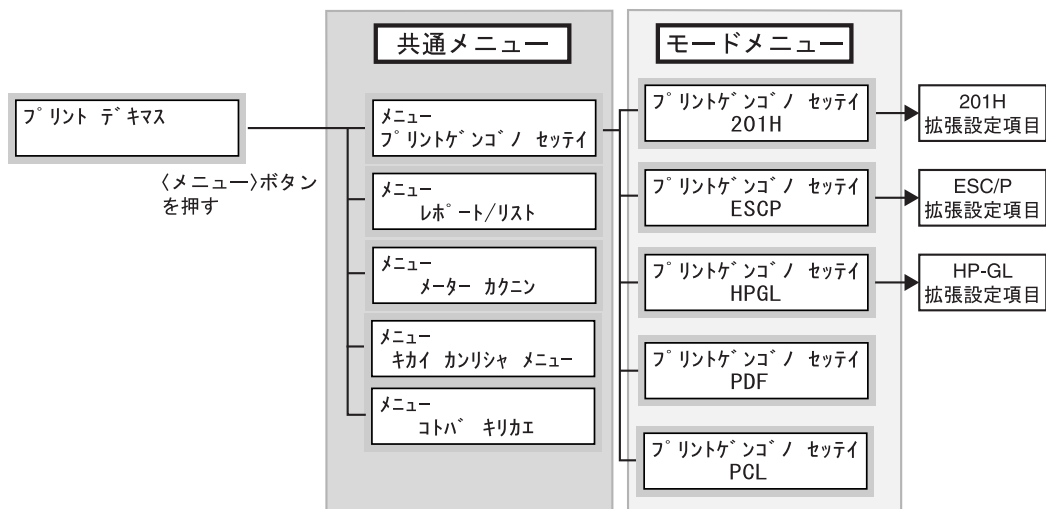 共通メニュー
モードメニュー
プリント デキマス
〈メニュー〉ボタン
を押す
メニュー
プリントゲンゴノ セッテイ
メニュー
レポート/リスト
メニュー
メーター カクニン
メニュー
キカイ カンリシャ メニュー
メニュー
コトバ キリカエ
プリントゲンゴノ セッテイ
201H
プリントゲンゴノ セッテイ
ESCP
プリントゲンゴノ セッテイ
HPGL
プリントゲンゴノ セッテイ
PDF
プリントゲンゴノ セッテイ
PCL
201H
拡張設定項目
ESC/P
拡張設定項目
HP-GL
拡張設定項目